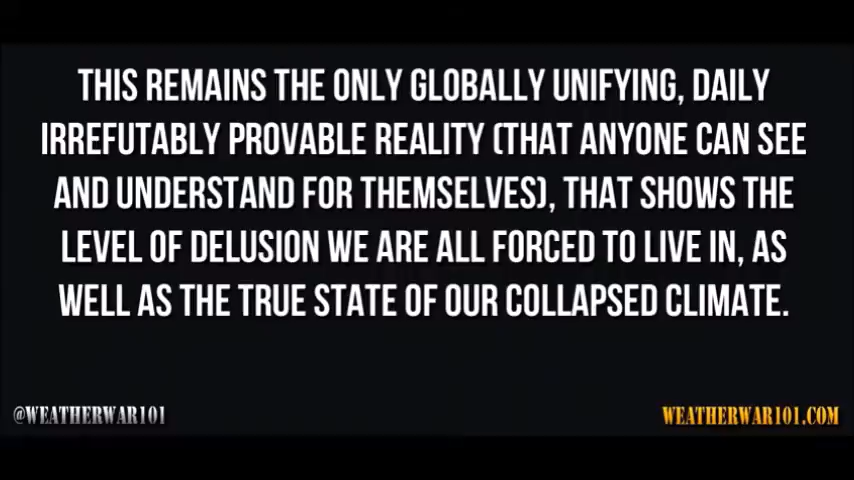 THIS REMAINS THE ONLY GLOBALLY UNIFYING, DAILY
IRREFUTABLY PROVABLE REALITY (THAT ANYONE CAN SEE
AND UNDERSTAND FOR THEMSELVES), THAT SHOWS THE
LEVEL OF DELUSION WE ARE ALL FORCED TO LIVE IN, AS
WELL AS THE TRUE STATE OF OUR COLLAPSED CLIMATE.
@WEATHERWAR101
WEATHERWAR101.COM